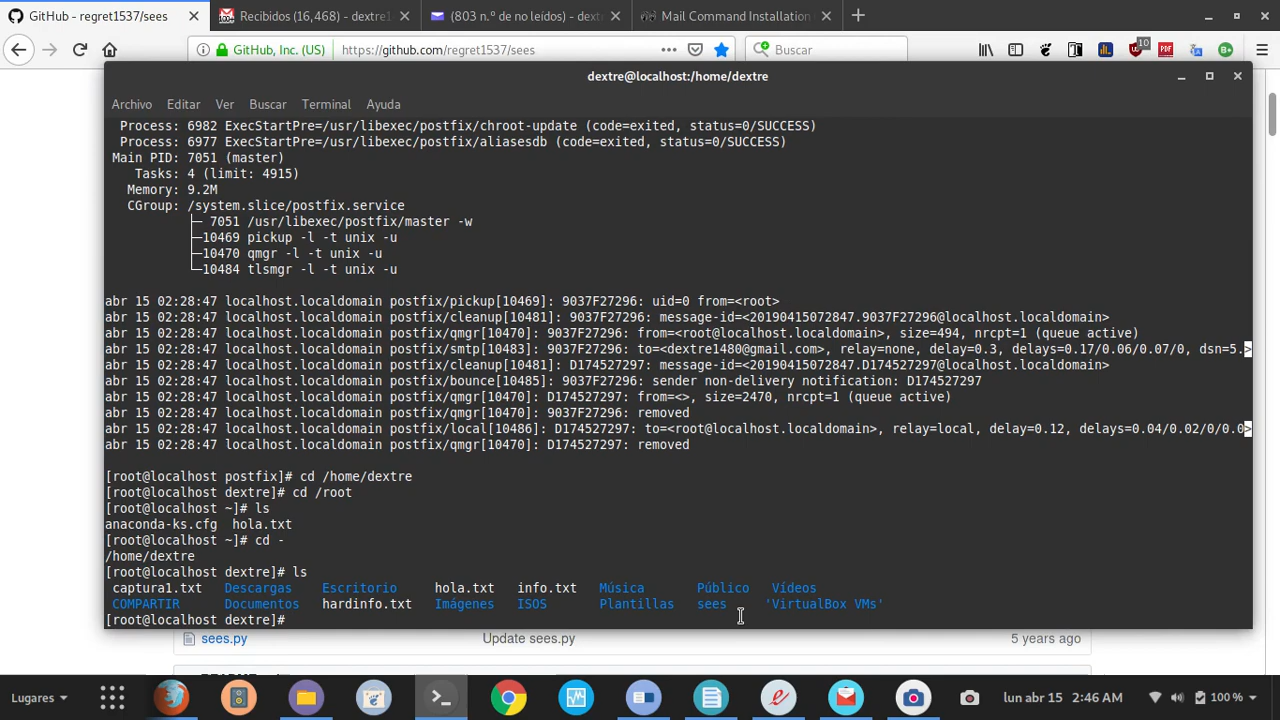 GitHub - regret1537/sees
Recibidos (16,468) - dextre1
(803 n.º de no leídos) - dext
Mail Command Installation
GitHub, Inc. (US)
https://github.com/regret1537/sees
Buscar
10
PDF
B+
dextre@localhost:/home/dextre
Archivo Editar Ver Buscar Terminal Ayuda
Process: 6982 ExecStartPre=/usr/libexec/postfix/chroot-update (code=exited, status=0/SUCCESS)
Process: 6977 ExecStartPre=/usr/libexec/postfix/aliasesdb (code=exited, status=0/SUCCESS)
Main PID: 7051 (master)
Tasks: 4 (limit: 4915)
Memory: 9.2M
CGroup: /system.slice/postfix.service
├─ 7051 /usr/libexec/postfix/master -w
├─10469 pickup -l -t unix -u
├─10470 qmgr -l -t unix -u
└─10484 tlsmgr -l -t unix -u
abr 15 02:28:47 localhost.localdomain postfix/pickup[10469]: 9037F27296: uid=0 from=<root>
abr 15 02:28:47 localhost.localdomain postfix/cleanup[10481]: 9037F27296: message-id=<20190415072847.9037F27296@localhost.localdomain>
abr 15 02:28:47 localhost.localdomain postfix/qmgr[10470]: 9037F27296: from=<root@localhost.localdomain>, size=494, nrcpt=1 (queue active)
abr 15 02:28:47 localhost.localdomain postfix/smtp[10483]: 9037F27296: to=<dextre1480@gmail.com>, relay=none, delay=0.3, delays=0.17/0.06/0.07/0, dsn=5.>
abr 15 02:28:47 localhost.localdomain postfix/cleanup[10481]: D174527297: message-id=<20190415072847.D174527297@localhost.localdomain>
abr 15 02:28:47 localhost.localdomain postfix/bounce[10485]: 9037F27296: sender non-delivery notification: D174527297
abr 15 02:28:47 localhost.localdomain postfix/qmgr[10470]: D174527297: from=<>, size=2470, nrcpt=1 (queue active)
abr 15 02:28:47 localhost.localdomain postfix/qmgr[10470]: 9037F27296: removed
abr 15 02:28:47 localhost.localdomain postfix/local[10486]: D174527297: to=<root@localhost.localdomain>, relay=local, delay=0.12, delays=0.04/0.02/0/0.0>
abr 15 02:28:47 localhost.localdomain postfix/qmgr[10470]: D174527297: removed
[root@localhost postfix]# cd /home/dextre
[root@localhost dextre]# cd /root
[root@localhost ~]# ls
anaconda-ks.cfg hola.txt
[root@localhost ~]# cd -
/home/dextre
[root@localhost dextre]# ls
captura1.txt Descargas Escritorio hola.txt info.txt Música Público Vídeos
COMPARTIR Documentos hardinfo.txt Imágenes ISOS Plantillas sees 'VirtualBox VMs'
[root@localhost dextre]#
sees.py Update sees.py 5 years ago
Lugares
lun abr 15 2:46 AM
100 %